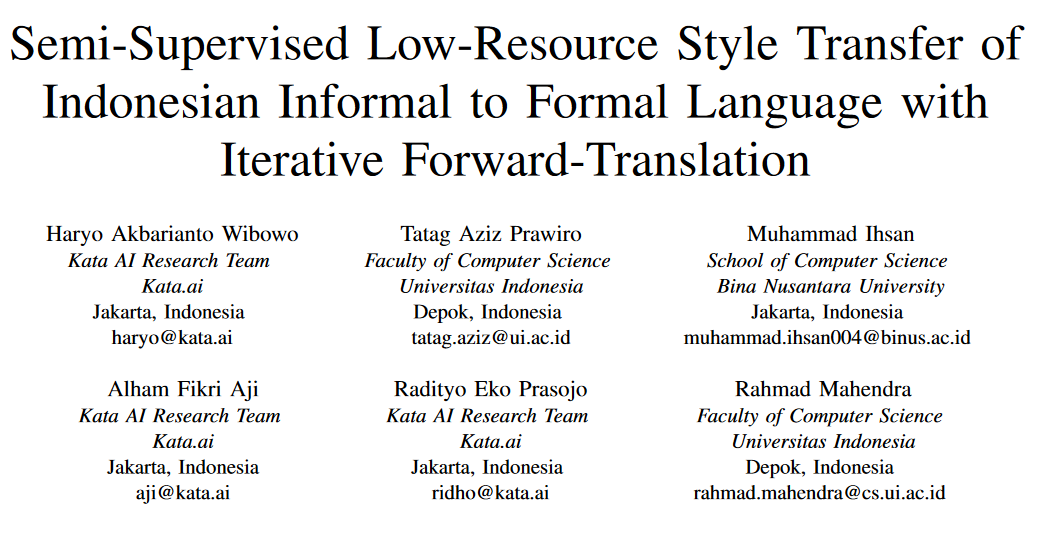 Semi-Supervised Low-Resource Style Transfer of
Indonesian Informal to Formal Language with
Iterative Forward-Translation
Haryo Akbarianto Wibowo
Kata AI Research Team
Kata.ai
Jakarta, Indonesia
haryo@kata.ai
Tatag Aziz Prawiro
Faculty of Computer Science
Universitas Indonesia
Depok, Indonesia
tatag.aziz@ui.ac.id
Muhammad Ihsan
School of Computer Science
Bina Nusantara University
Jakarta, Indonesia
muhammad.ihsan004@binus.ac.id
Alham Fikri Aji
Kata AI Research Team
Kata.ai
Jakarta, Indonesia
aji@kata.ai
Radityo Eko Prasojo
Kata AI Research Team
Kata.ai
Jakarta, Indonesia
ridho@kata.ai
Rahmad Mahendra
Faculty of Computer Science
Universitas Indonesia
Depok, Indonesia
rahmad.mahendra@cs.ui.ac.id